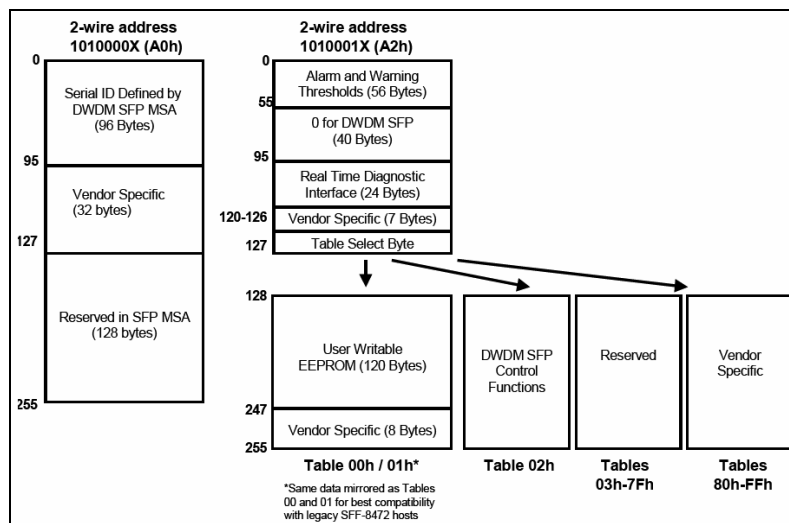 2-wire address
1010000X (A0h)
0
Serial ID Defined by
DWDM SFP MSA
(96 Bytes)
95
Vendor Specific
(32 bytes)
127
Reserved in SFP MSA
(128 bytes)
255
2-wire address
1010001X (A2h)
0
Alarm and Warning
Thresholds (56 Bytes)
55
0 for DWDM SFP
(40 Bytes)
95
Real Time Diagnostic
Interface (24 Bytes)
120-126
Vendor Specific (7 Bytes)
127
Table Select Byte
128
User Writable
EEPROM (120 Bytes)
247
Vendor Specific (8 Bytes)
255
Table 00h / 01h*
*Same data mirrored as Tables
00 and 01 for best compatibility
with legacy SFF-8472 hosts
DWDM SFP
Control
Functions
Table 02h
Reserved
Tables
03h-7Fh
Vendor
Specific
Tables
80h-FFh